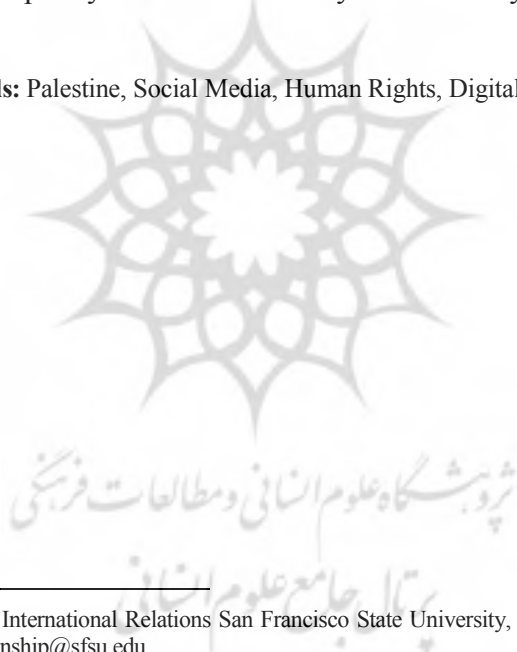 ls: Palestine, Social Media, Human Rights, Digital
پژوهشگاه علوم انسانی و مطالعات فرهنگی
پرتال جامع علوم انسانی
International Relations San Francisco State University,
nship@sfsu.edu